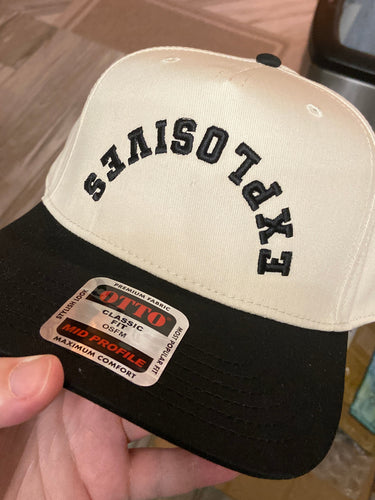 EXPLOSIVES
PREMIUM FABRIC
STYLISH LOOK
OTTO
CLASSIC
FIT
OSFM
MID PROFILE
MOST POPULAR FIT
MAXIMUM COMFORT